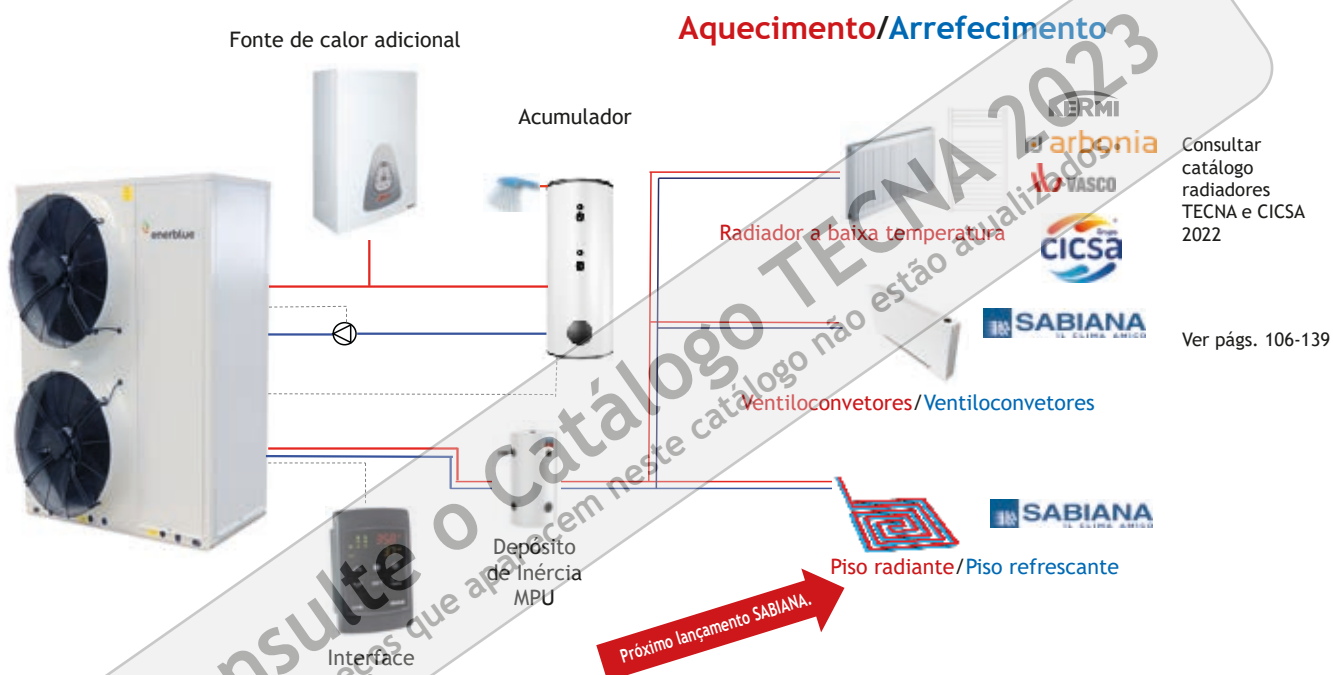 Aquecimento/Arrefecimento
Fonte de calor adicional
Acumulador
enerblue
KERMI
arbonia
VASCO
Grupo
cicsa
Consultar
catálogo
radiadores
TECNA e CICSA
2022
Radiador a baixa temperatura
SABIANA
IL CLIMA AMICO
Ver págs. 106-139
Ventiloconvetores/Ventiloconvetores
SABIANA
IL CLIMA AMICO
Depósito
de Inércia
MPU
Piso radiante/Piso refrescante
Próximo lançamento SABIANA.
Interface
nsulte o Catálogo TECNA 2023
eços que aparecem neste catálogo não estão atualizados.